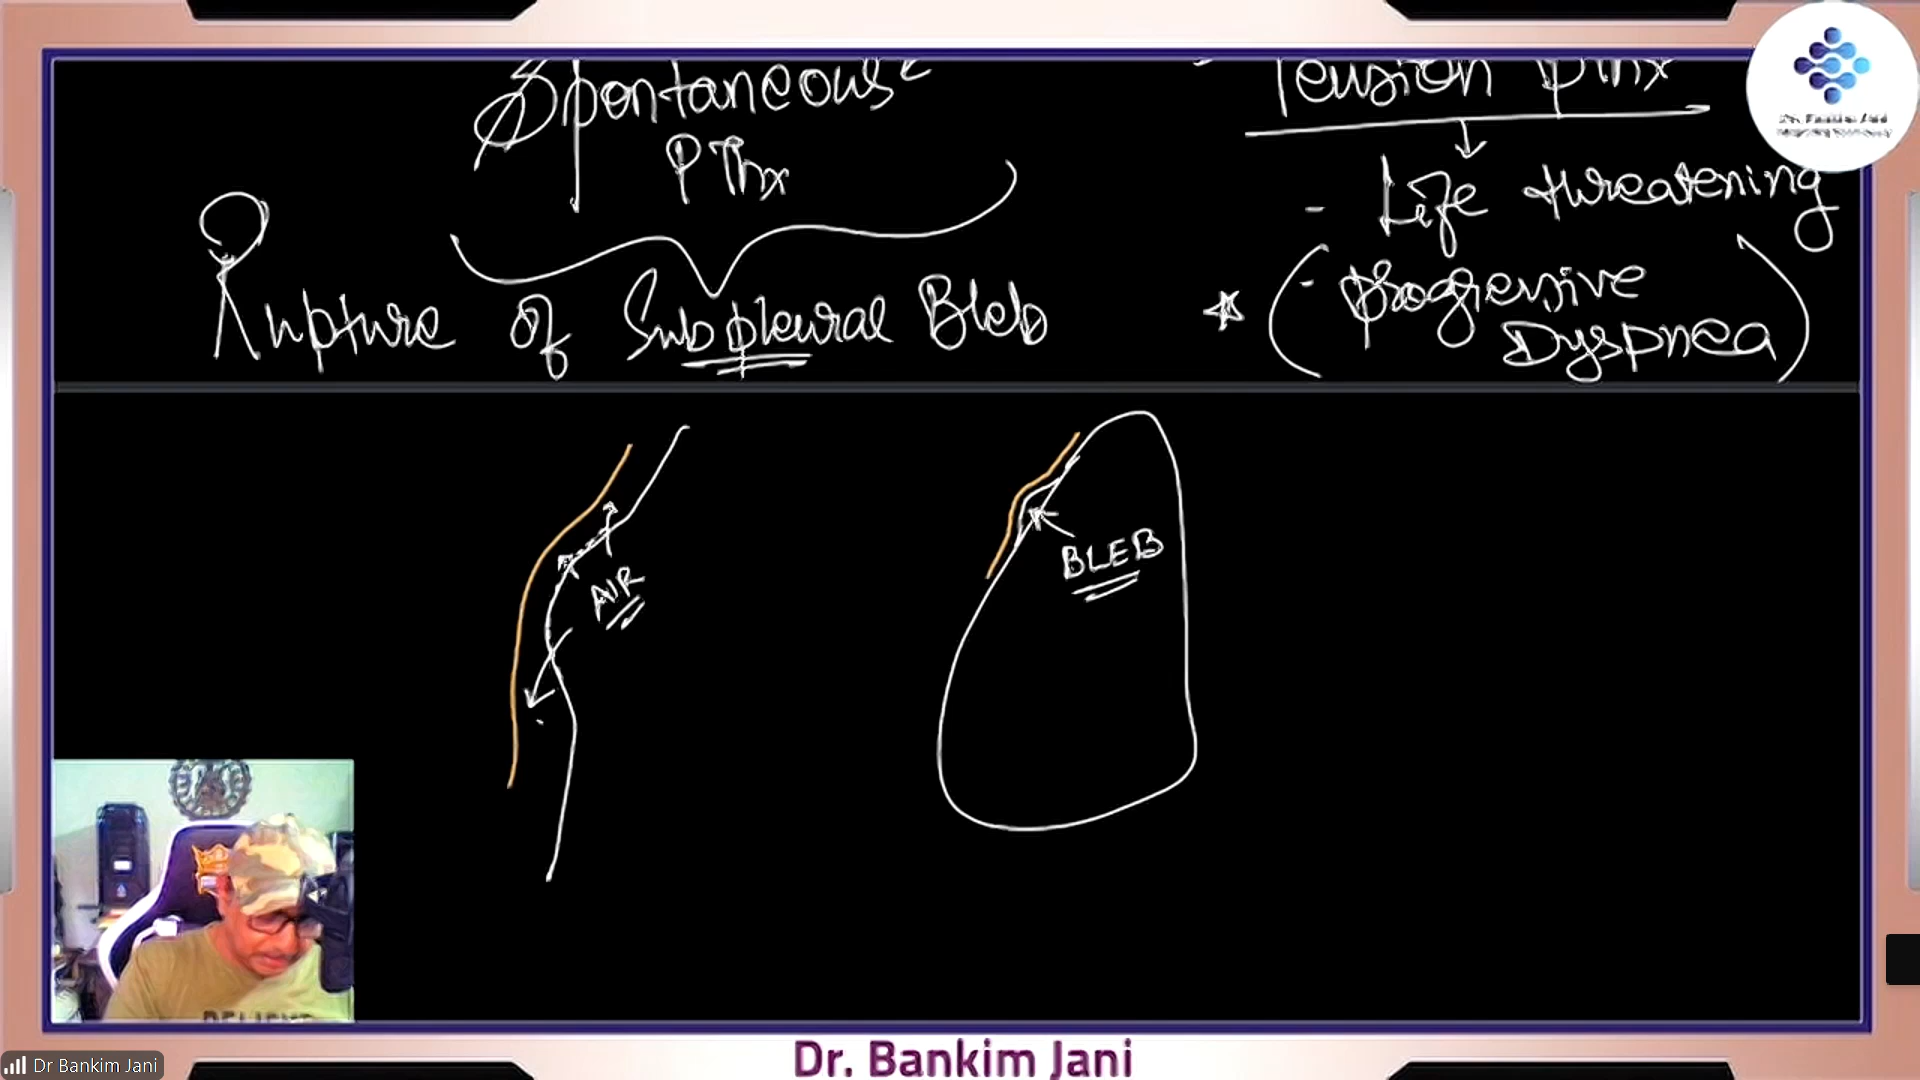 Spontaneous
PThx
Rupture of Subpleural Bleb
Tension PThx
- Life threatening
- Progressive
Dyspnea
AIR
BLEB
Dr. Bankim Jani
Dr Bankim Jani